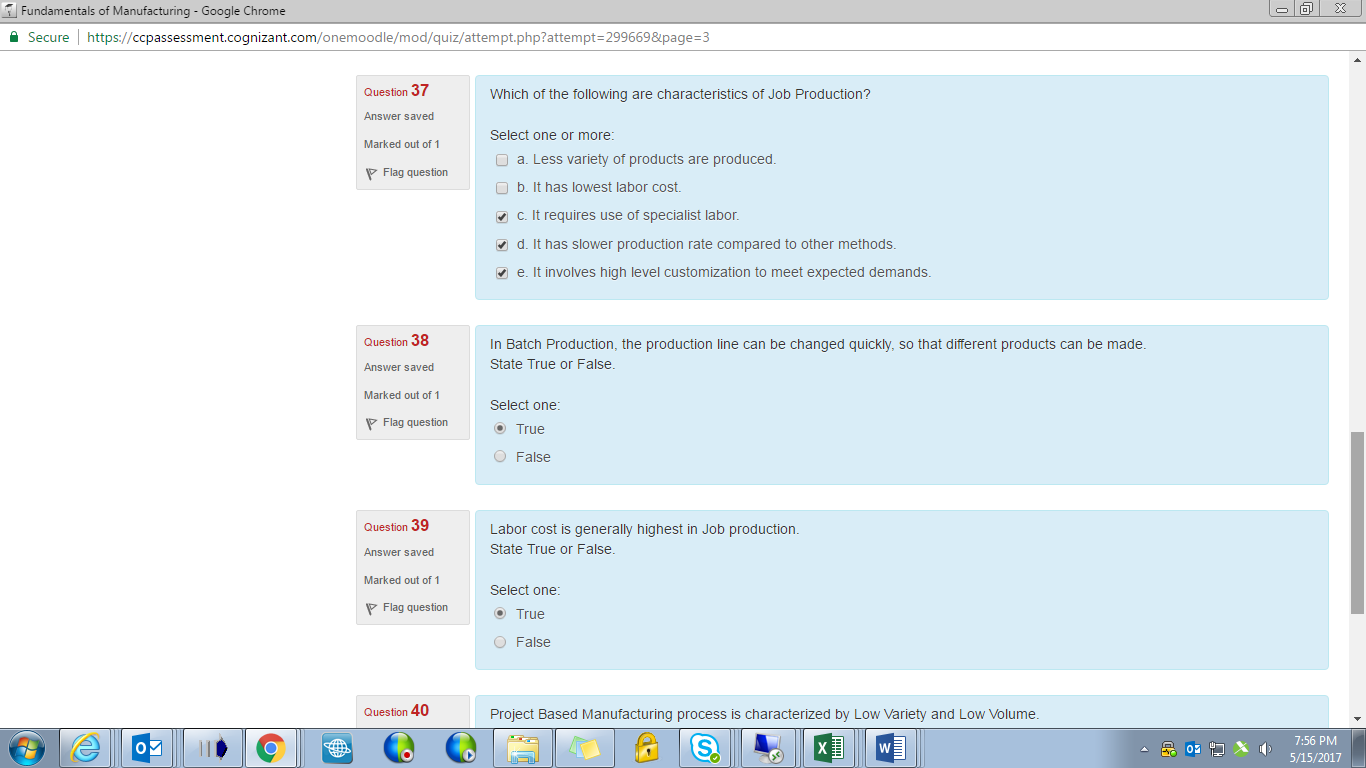 Fundamentals of Manufacturing - Google Chrome
Secure https://ccpassessment.cognizant.com/onemoodle/mod/quiz/attempt.php?attempt=299669&page=3
Question 37
Answer saved
Marked out of 1
Flag question
Which of the following are characteristics of Job Production?
Select one or more:
a. Less variety of products are produced.
b. It has lowest labor cost.
c. It requires use of specialist labor.
d. It has slower production rate compared to other methods.
e. It involves high level customization to meet expected demands.
Question 38
Answer saved
Marked out of 1
Flag question
In Batch Production, the production line can be changed quickly, so that different products can be made.
State True or False.
Select one:
True
False
Question 39
Answer saved
Marked out of 1
Flag question
Labor cost is generally highest in Job production.
State True or False.
Select one:
True
False
Question 40
Project Based Manufacturing process is characterized by Low Variety and Low Volume.
7:56 PM
5/15/2017